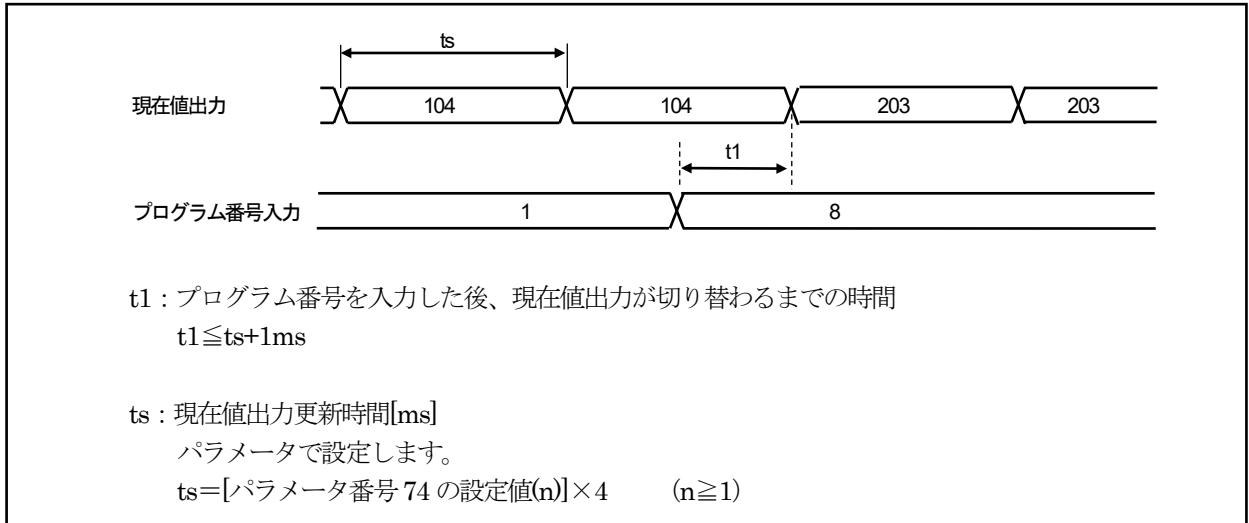 ts
現在値出力 104 104 203 203
t1
プログラム番号入力 1 8
t1：プログラム番号を入力した後、現在値出力が切り替わるまでの時間
t1≦ts+1ms
ts：現在値出力更新時間[ms]
パラメータで設定します。
ts＝[パラメータ番号 74 の設定値(n)]×4 (n≧1)